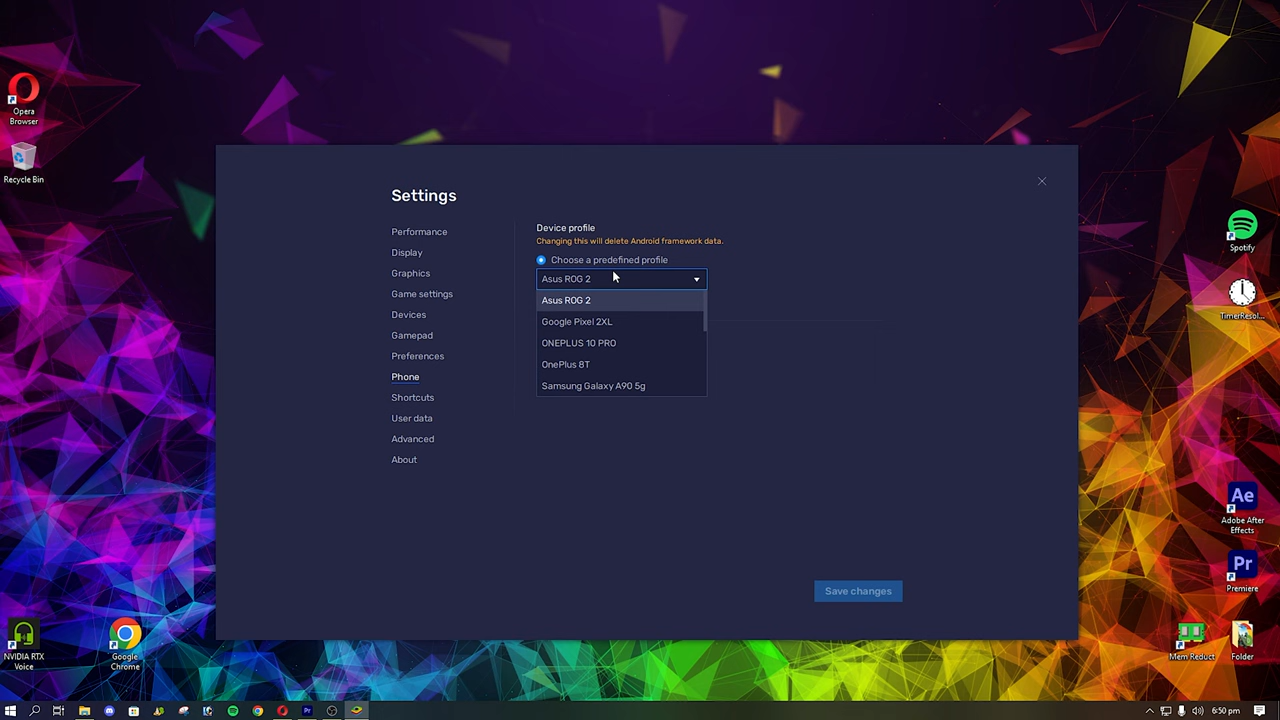 Opera
Browser
Recycle Bin
Settings
Performance
Display
Graphics
Game settings
Devices
Gamepad
Preferences
Phone
Shortcuts
User data
Advanced
About
Device profile
Changing this will delete Android framework data.
Choose a predefined profile
Asus ROG 2
Asus ROG 2
Google Pixel 2XL
ONEPLUS 10 PRO
OnePlus 8T
Samsung Galaxy A90 5g
Save changes
Spotify
TimerResol...
Ae
Adobe After
Effects
Pr
Premiere
NVIDIA RTX
Voice
Google
Chrome
Mem Reduct
Folder
Pr
6:50 pm